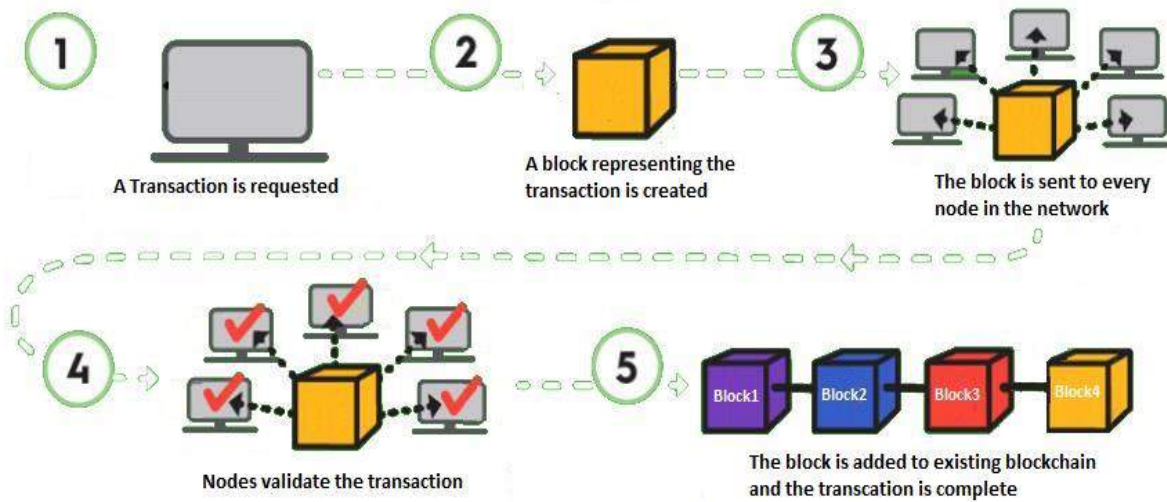 1
2
3
A Transaction is requested
A block representing the
transaction is created
The block is sent to every
node in the network
4
5
Block1
Block2
Block3
Block4
Nodes validate the transaction
The block is added to existing blockchain
and the transcation is complete